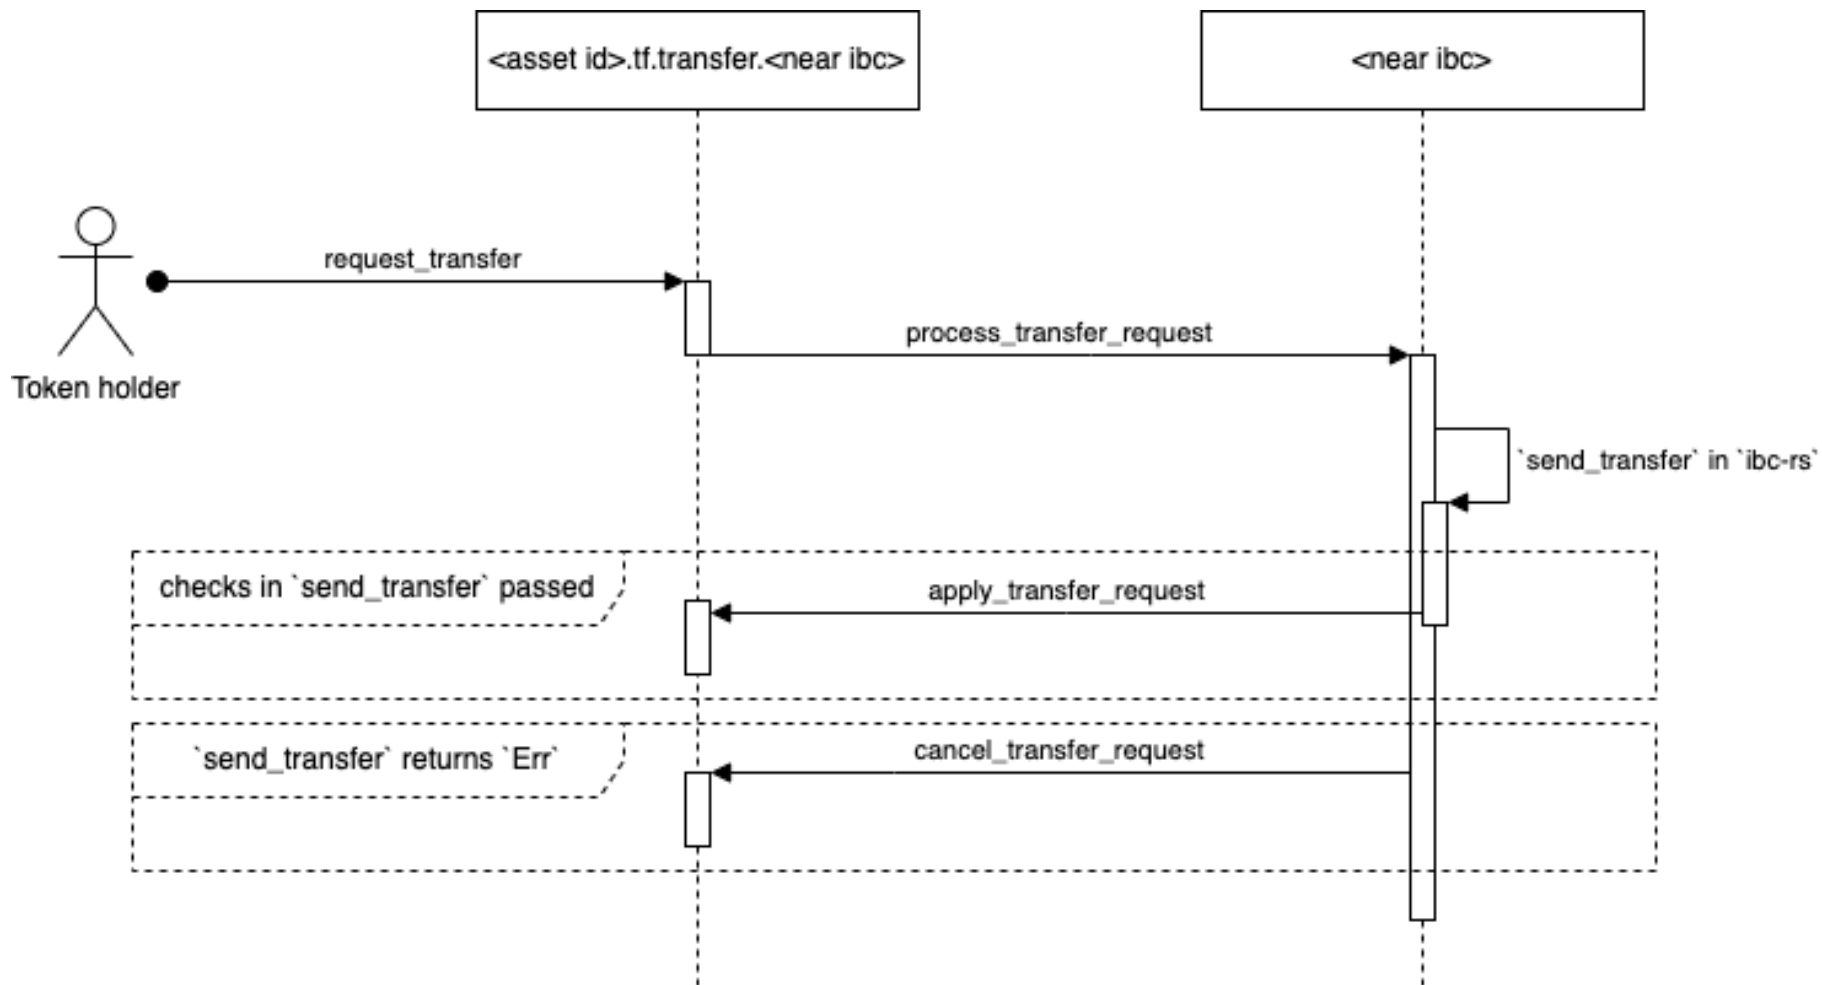 <asset id>.tf.transfer.<near ibc>
<near ibc>
request_transfer
process_transfer_request
Token holder
`send_transfer` in `ibc-rs`
checks in `send_transfer` passed
apply_transfer_request
`send_transfer` returns `Err`
cancel_transfer_request